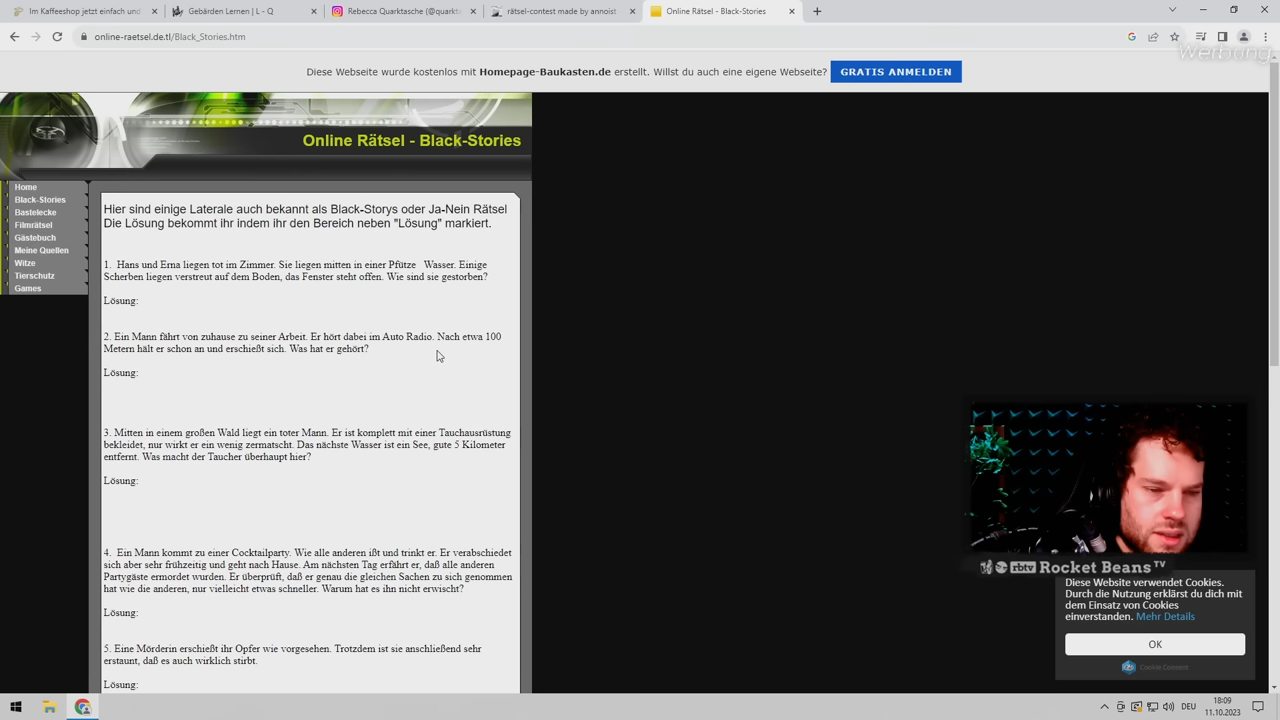 Im Kaffeeshop jetzt einfach und
Gebärden Lernen | L - Q
Rebecca Quarktasche (@quarkt
rätsel-contest made by annoist
Online Rätsel - Black-Stories
online-raetsel.de.tl/Black_Stories.htm
Werbung
Diese Webseite wurde kostenlos mit Homepage-Baukasten.de erstellt. Willst du auch eine eigene Webseite? GRATIS ANMELDEN
Online Rätsel - Black-Stories
Home
Black-Stories
Bastelecke
Filmrätsel
Gästebuch
Meine Quellen
Witze
Tierschutz
Games
Hier sind einige Laterale auch bekannt als Black-Storys oder Ja-Nein Rätsel
Die Lösung bekommt ihr indem ihr den Bereich neben "Lösung" markiert.
1. Hans und Erna liegen tot im Zimmer. Sie liegen mitten in einer Pfütze Wasser. Einige
Scherben liegen verstreut auf dem Boden, das Fenster steht offen. Wie sind sie gestorben?
Lösung:
2. Ein Mann fährt von zuhause zu seiner Arbeit. Er hört dabei im Auto Radio. Nach etwa 100
Metern hält er schon an und erschießt sich. Was hat er gehört?
Lösung:
3. Mitten in einem großen Wald liegt ein toter Mann. Er ist komplett mit einer Tauchausrüstung
bekleidet, nur wirkt er ein wenig zermatscht. Das nächste Wasser ist ein See, gute 5 Kilometer
entfernt. Was macht der Taucher überhaupt hier?
Lösung:
4. Ein Mann kommt zu einer Cocktailparty. Wie alle anderen ißt und trinkt er. Er verabschiedet
sich aber sehr frühzeitig und geht nach Hause. Am nächsten Tag erfährt er, daß alle anderen
Partygäste ermordet wurden. Er überprüft, daß er genau die gleichen Sachen zu sich genommen
hat wie die anderen, nur vielleicht etwas schneller. Warum hat es ihn nicht erwischt?
Lösung:
5. Eine Mörderin erschießt ihr Opfer wie vorgesehen. Trotzdem ist sie anschließend sehr
erstaunt, daß es auch wirklich stirbt.
Lösung:
rbtv Rocket Beans TV
Diese Website verwendet Cookies.
Durch die Nutzung erklärst du dich mit
dem Einsatz von Cookies
einverstanden. Mehr Details
OK
Cookie Consent
DEU
18:09
11.10.2023